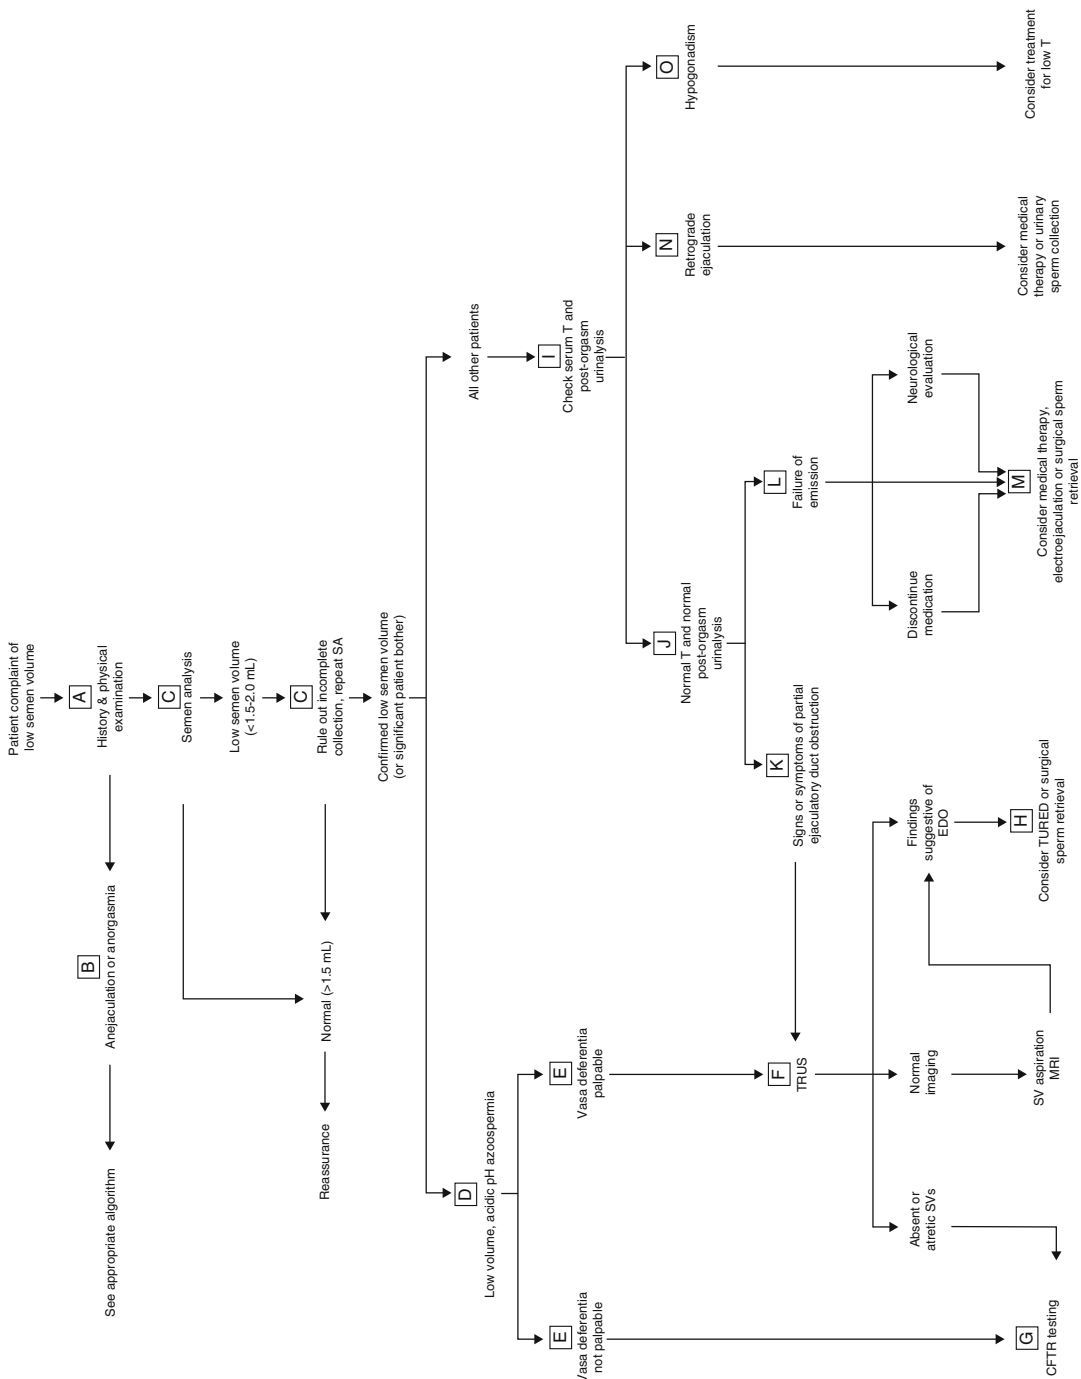 Patient complaint of
low semen volume
A
History & physical
examination
B
Anejaculation or anorgasmia
See appropriate algorithm
C
Semen analysis
Low semen volume
(<1.5-2.0 mL)
C
Rule out incomplete
collection, repeat SA
Normal (>1.5 mL)
Reassurance
Confirmed low semen volume
(or significant patient bother)
D
Low volume, acidic pH azoospermia
All other patients
E
Vasa deferentia
not palpable
E
Vasa deferentia
palpable
I
Check serum T and
post-orgasm
urinalysis
J
Normal T and normal
post-orgasm
urinalysis
N
Retrograde
ejaculation
O
Hypogonadism
K
Signs or symptoms of partial
ejaculatory duct obstruction
L
Failure of
emission
F
TRUS
Absent or
atretic SVs
Normal
imaging
Findings
suggestive of
EDO
Discontinue
medication
Neurological
evaluation
G
CFTR testing
SV aspiration
MRI
H
Consider TURED or surgical
sperm retrieval
M
Consider medical therapy,
electroejaculation or surgical sperm
retrieval
Consider medical
therapy or urinary
sperm collection
Consider treatment
for low T